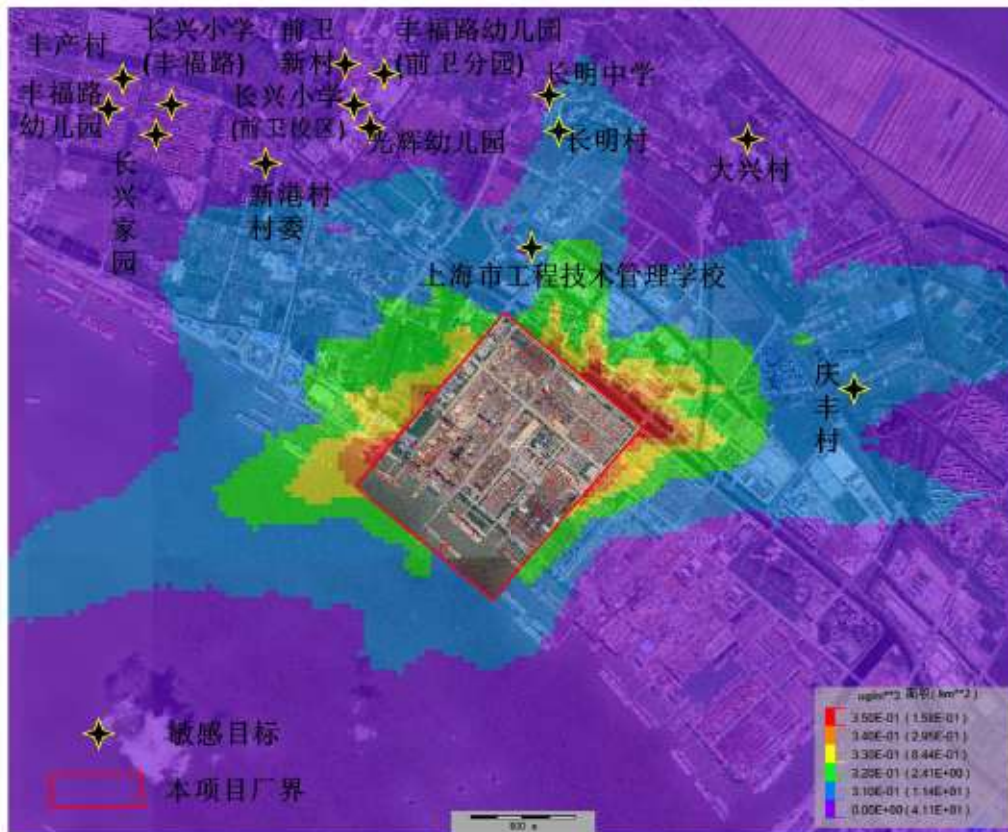 丰产村
长兴小学
(丰福路)
前卫
新村
丰福路幼儿园
(前卫分园)
长明中学
丰福路
幼儿园
长兴小学
(前卫校区)
光辉幼儿园
长明村
大兴村
长兴家园
新港村
村委
上海市工程技术管理学校
庆丰村
敏感目标
本项目厂界
ug/m**3 面积( km**2 )
3.50E-01 ( 1.58E-01 )
3.40E-01 ( 2.95E-01 )
3.30E-01 ( 8.44E-01 )
3.20E-01 ( 2.41E+00 )
3.10E-01 ( 1.14E+01 )
0.00E+00 ( 4.11E+01 )